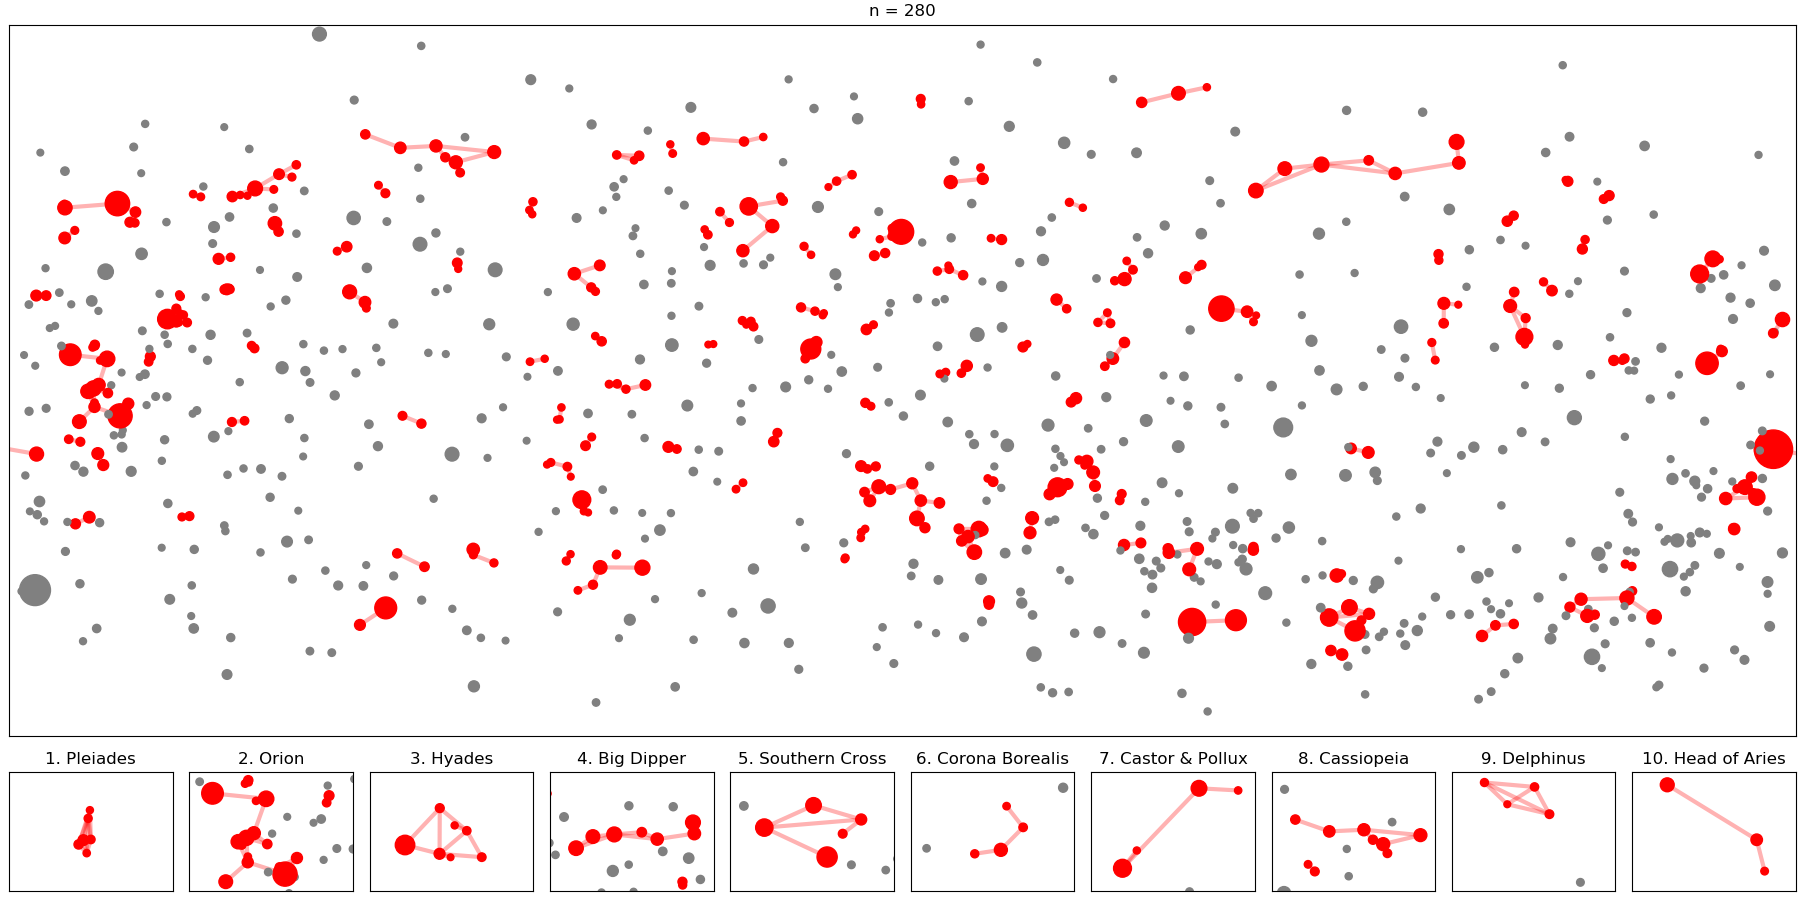 n = 280
1. Pleiades
2. Orion
3. Hyades
4. Big Dipper
5. Southern Cross
6. Corona Borealis
7. Castor & Pollux
8. Cassiopeia
9. Delphinus
10. Head of Aries